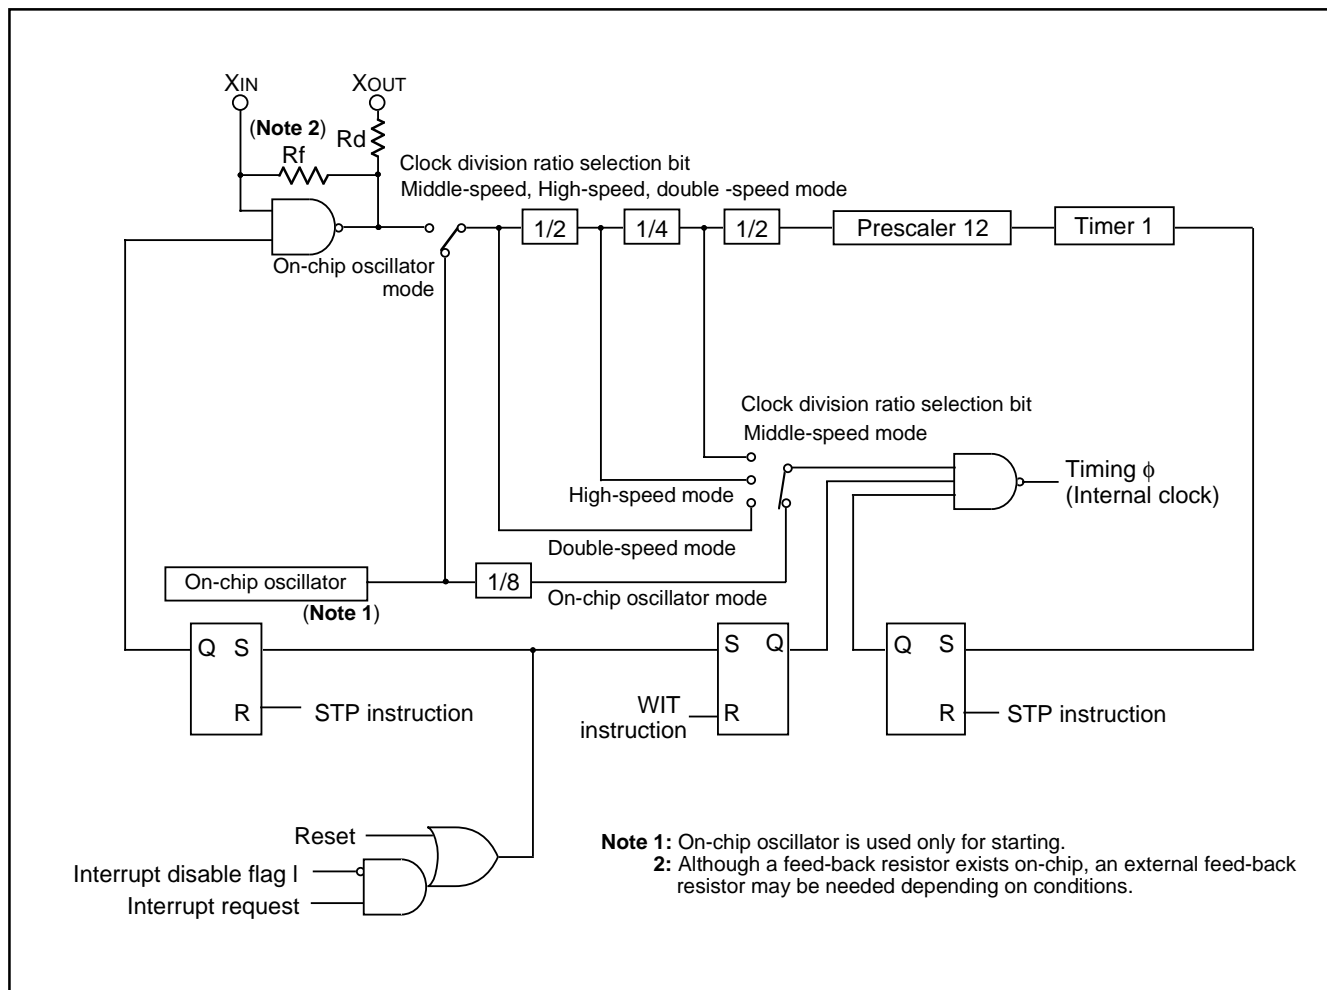 XIN
XOUT
(Note 2)
Rd
Rf
Clock division ratio selection bit
Middle-speed, High-speed, double -speed mode
1/2
1/4
1/2
Prescaler 12
Timer 1
On-chip oscillator
mode
Clock division ratio selection bit
Middle-speed mode
Timing ϕ
(Internal clock)
High-speed mode
Double-speed mode
On-chip oscillator
1/8
On-chip oscillator mode
(Note 1)
Q S
R
STP instruction
S Q
R
WIT
instruction
Q S
R
STP instruction
Reset
Interrupt disable flag I
Interrupt request
Note 1: On-chip oscillator is used only for starting.
2: Although a feed-back resistor exists on-chip, an external feed-back
resistor may be needed depending on conditions.